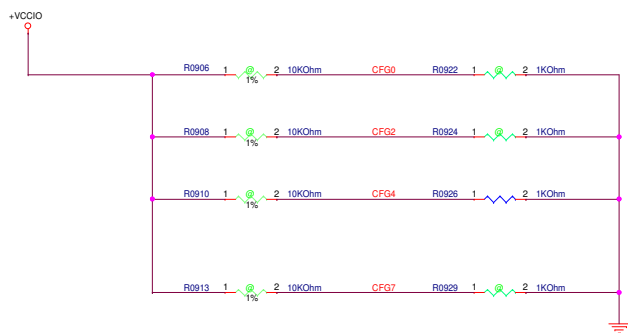 +VCCIO
R0906 1 @ 2 10KOhm CFG0 R0922 1 @ 2 1KOhm
1%
R0908 1 @ 2 10KOhm CFG2 R0924 1 @ 2 1KOhm
1%
R0910 1 @ 2 10KOhm CFG4 R0926 1 2 1KOhm
1%
R0913 1 @ 2 10KOhm CFG7 R0929 1 @ 2 1KOhm
1%